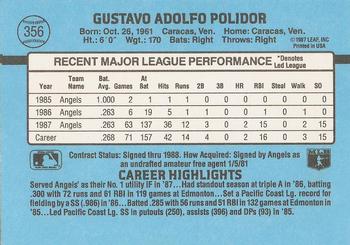 356
GUSTAVO ADOLFO POLIDOR
Born: Oct. 26, 1961 Caracas, Ven. Home: Caracas, Ven.
Ht.: 6' 0" Wgt.: 170 Bats: Right Throws: Right
©1987 LEAF, INC
Printed in USA
RECENT MAJOR LEAGUE PERFORMANCE *Denotes Led League
Year Team Name Bat. Avg. Games At Bat Hits Runs 2B 3B HR RBI Steal Walk SO
1985 Angels 1.000 2 1 1 1 0 0 0 0 0 0 0
1986 Angels .263 6 19 5 1 1 0 0 1 0 1 0
1987 Angels .263 63 137 36 12 3 0 2 15 0 2 15
Career .268 71 157 42 14 4 0 2 16 0 3 15
Contract Status: Signed thru 1988. How Acquired: Signed by Angels as
an undrafted amateur free agent 1/5/81
CAREER HIGHLIGHTS
Served Angels' as their No. 1 utility IF in '87...Had standout season at triple A in '86, batting
.300 with 72 runs and 61 RBI in 119 games at Edmonton...Set a Pacific Coast Lg. record for
fielding by a SS (.986) in '86...Batted .285 with 56 runs and 51 RBI in 132 games at Edmonton in
'85...Led Pacific Coast Lg. SS in putouts (250), assists (396) and DPs (93) in '85.